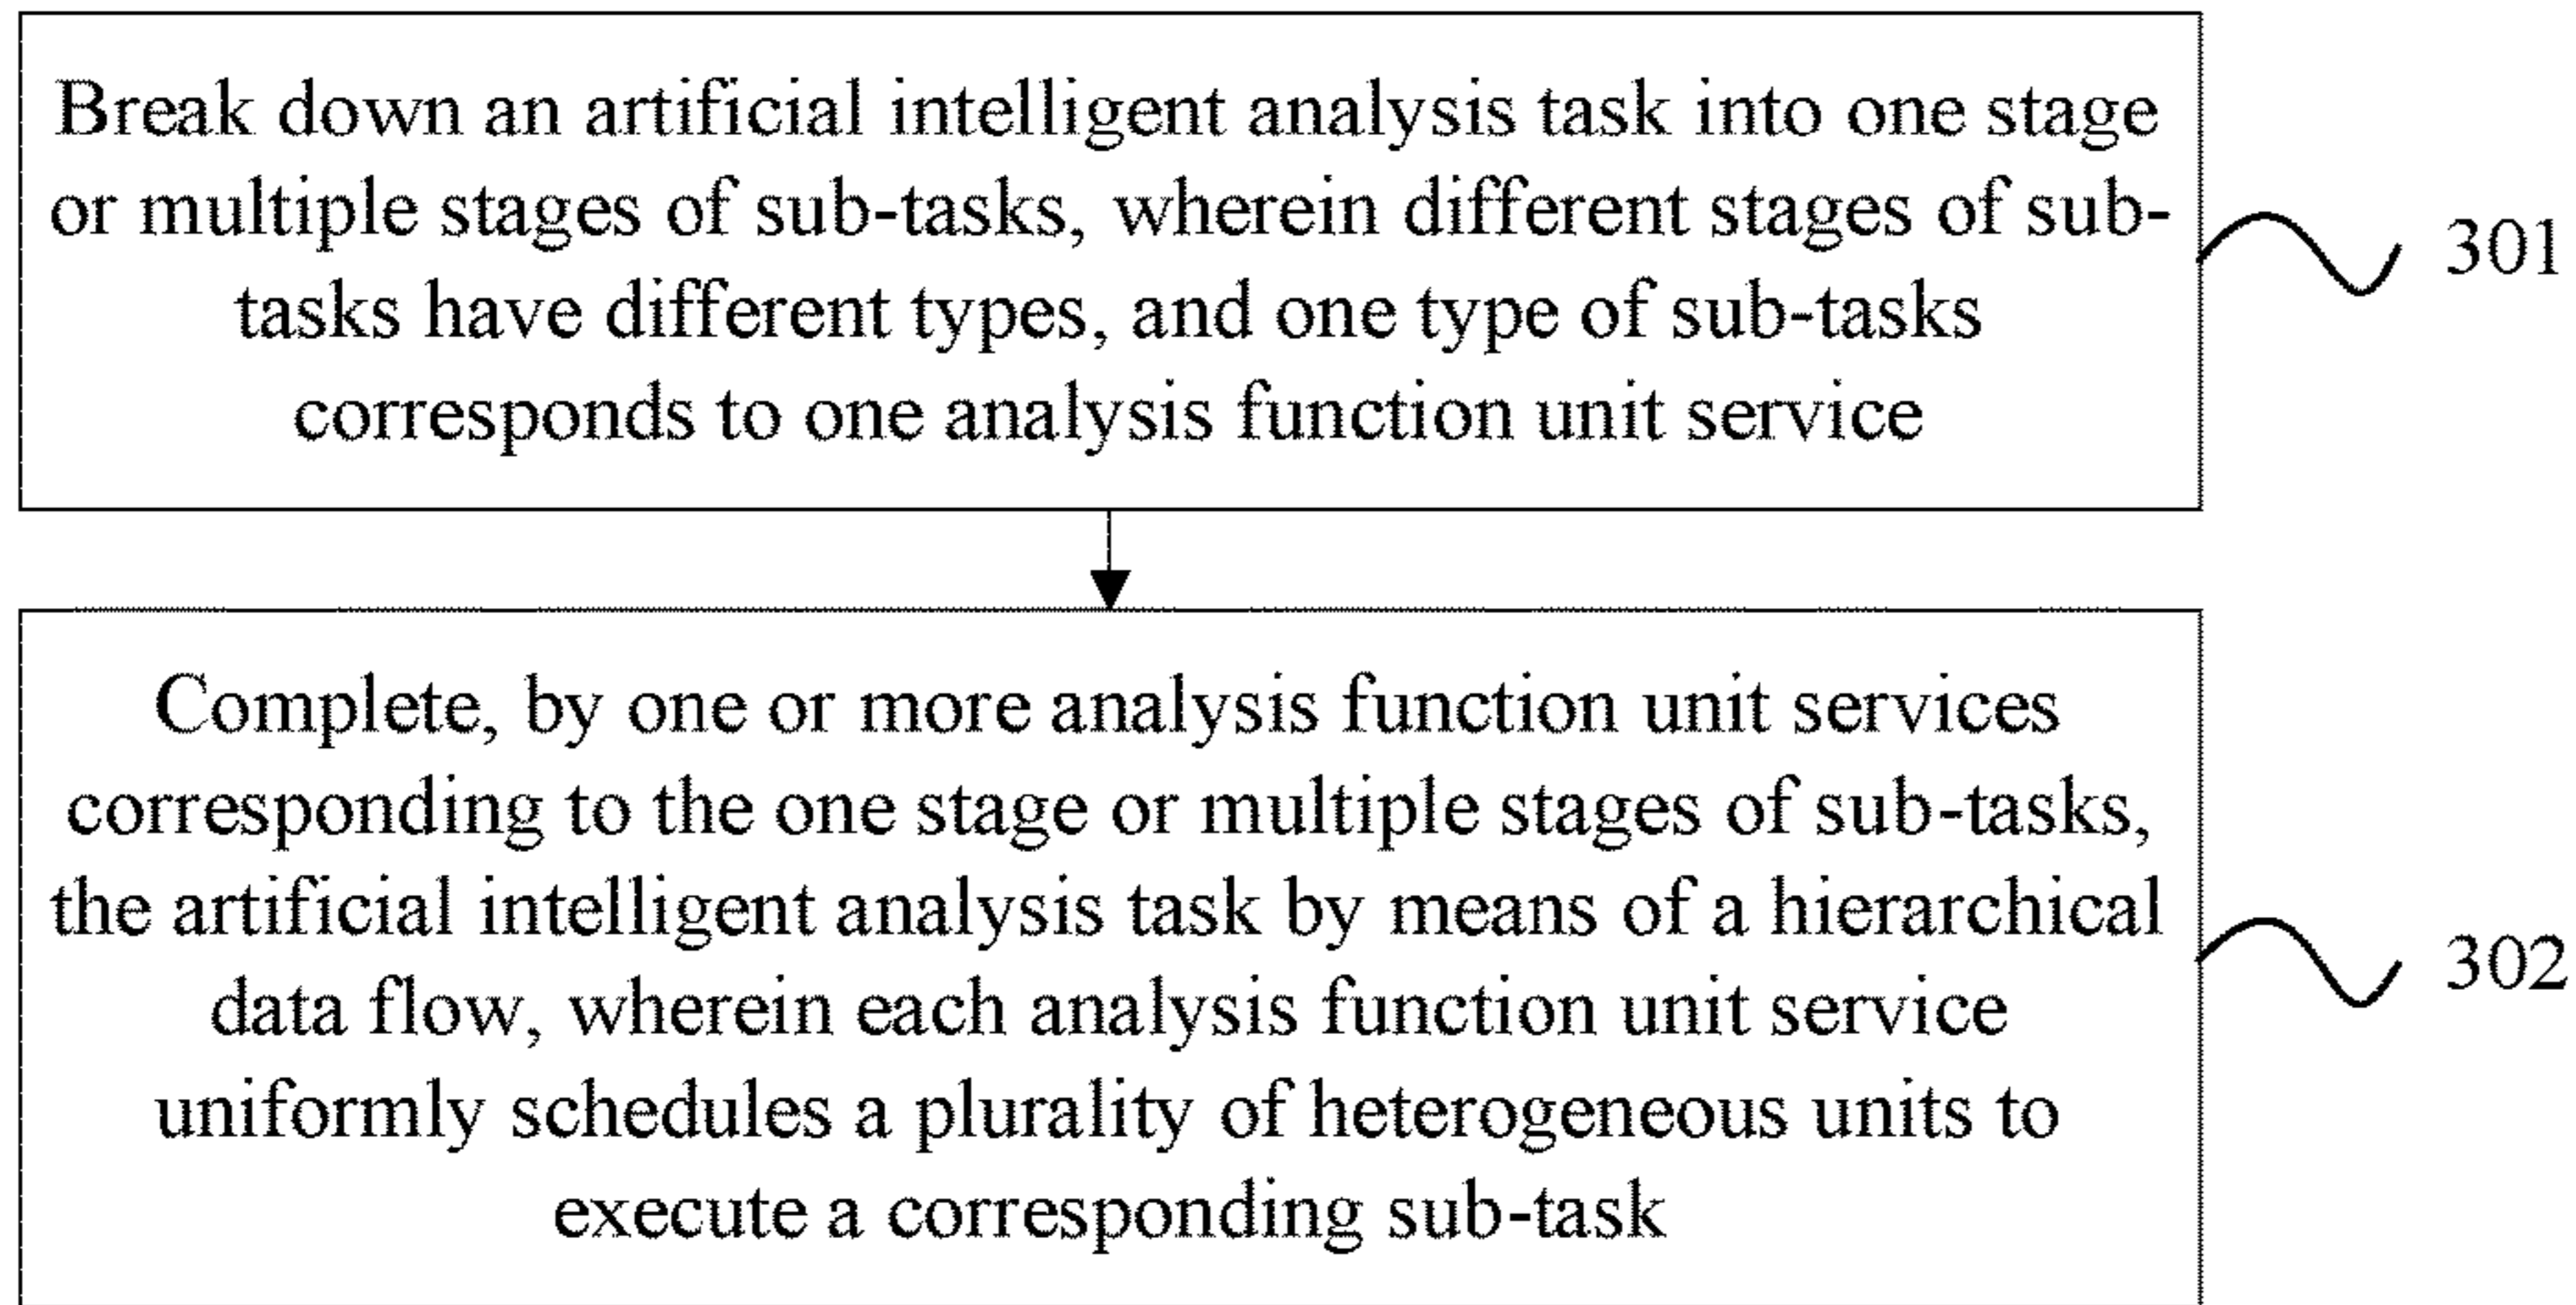 Break down an artificial intelligent analysis task into one stage
or multiple stages of sub-tasks, wherein different stages of sub-
tasks have different types, and one type of sub-tasks
corresponds to one analysis function unit service
301
Complete, by one or more analysis function unit services
corresponding to the one stage or multiple stages of sub-tasks,
the artificial intelligent analysis task by means of a hierarchical
data flow, wherein each analysis function unit service
uniformly schedules a plurality of heterogeneous units to
execute a corresponding sub-task
302